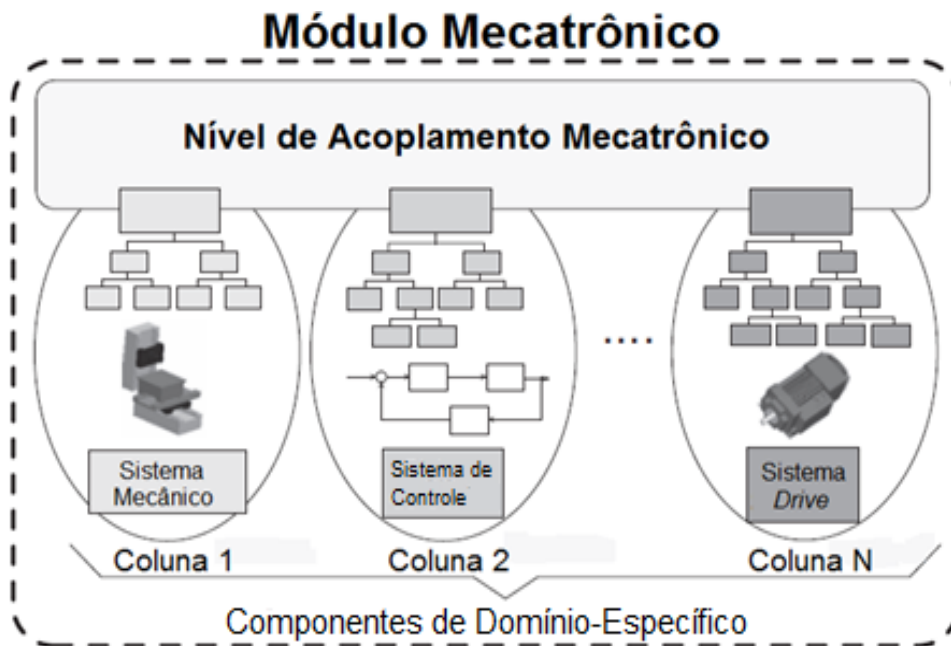 Módulo Mecatrônico
Nível de Acoplamento Mecatrônico
....
Sistema
Mecânico
Sistema de
Controle
Sistema
Drive
Coluna 1
Coluna 2
Coluna N
Componentes de Domínio-Específico